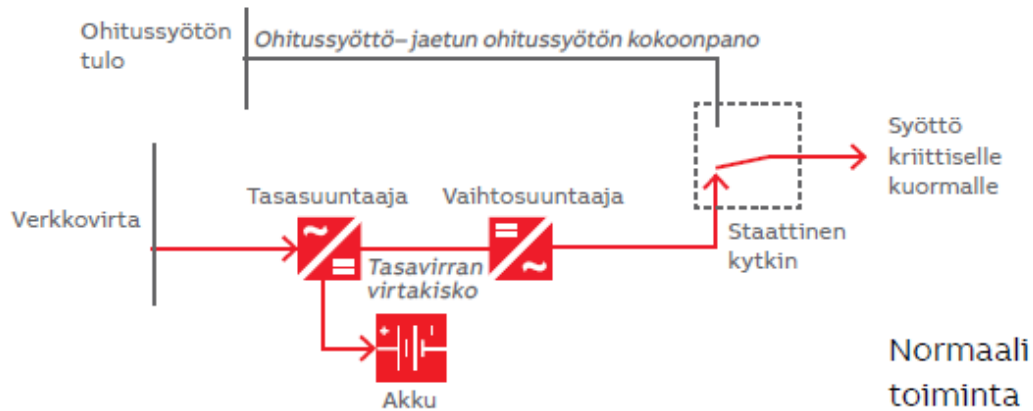 Ohitussyötön
tulo
Ohitussyöttö– jaetun ohitussyötön kokoonpano
Syöttö
kriittiselle
kuormalle
Verkkovirta
Tasasuuntaaja
Vaihtosuuntaaja
Staattinen
kytkin
Tasavirran
virtakisko
Akku
Normaali
toiminta